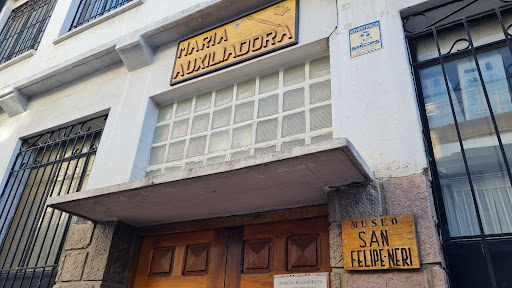 MARIA
AUXILIADORA
MUSEO
SAN
FELIPE-NERI